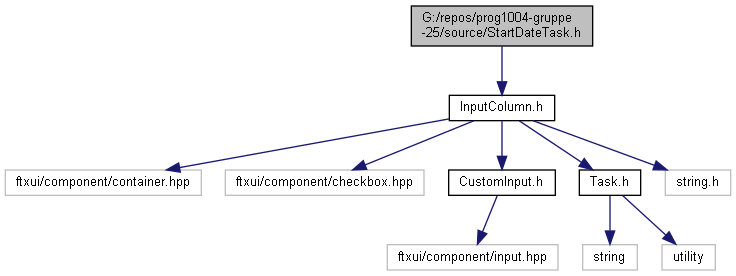 G:/repos/prog1004-gruppe
-25/source/StartDateTask.h
InputColumn.h
ftxui/component/container.hpp
ftxui/component/checkbox.hpp
CustomInput.h
Task.h
string.h
ftxui/component/input.hpp
string
utility